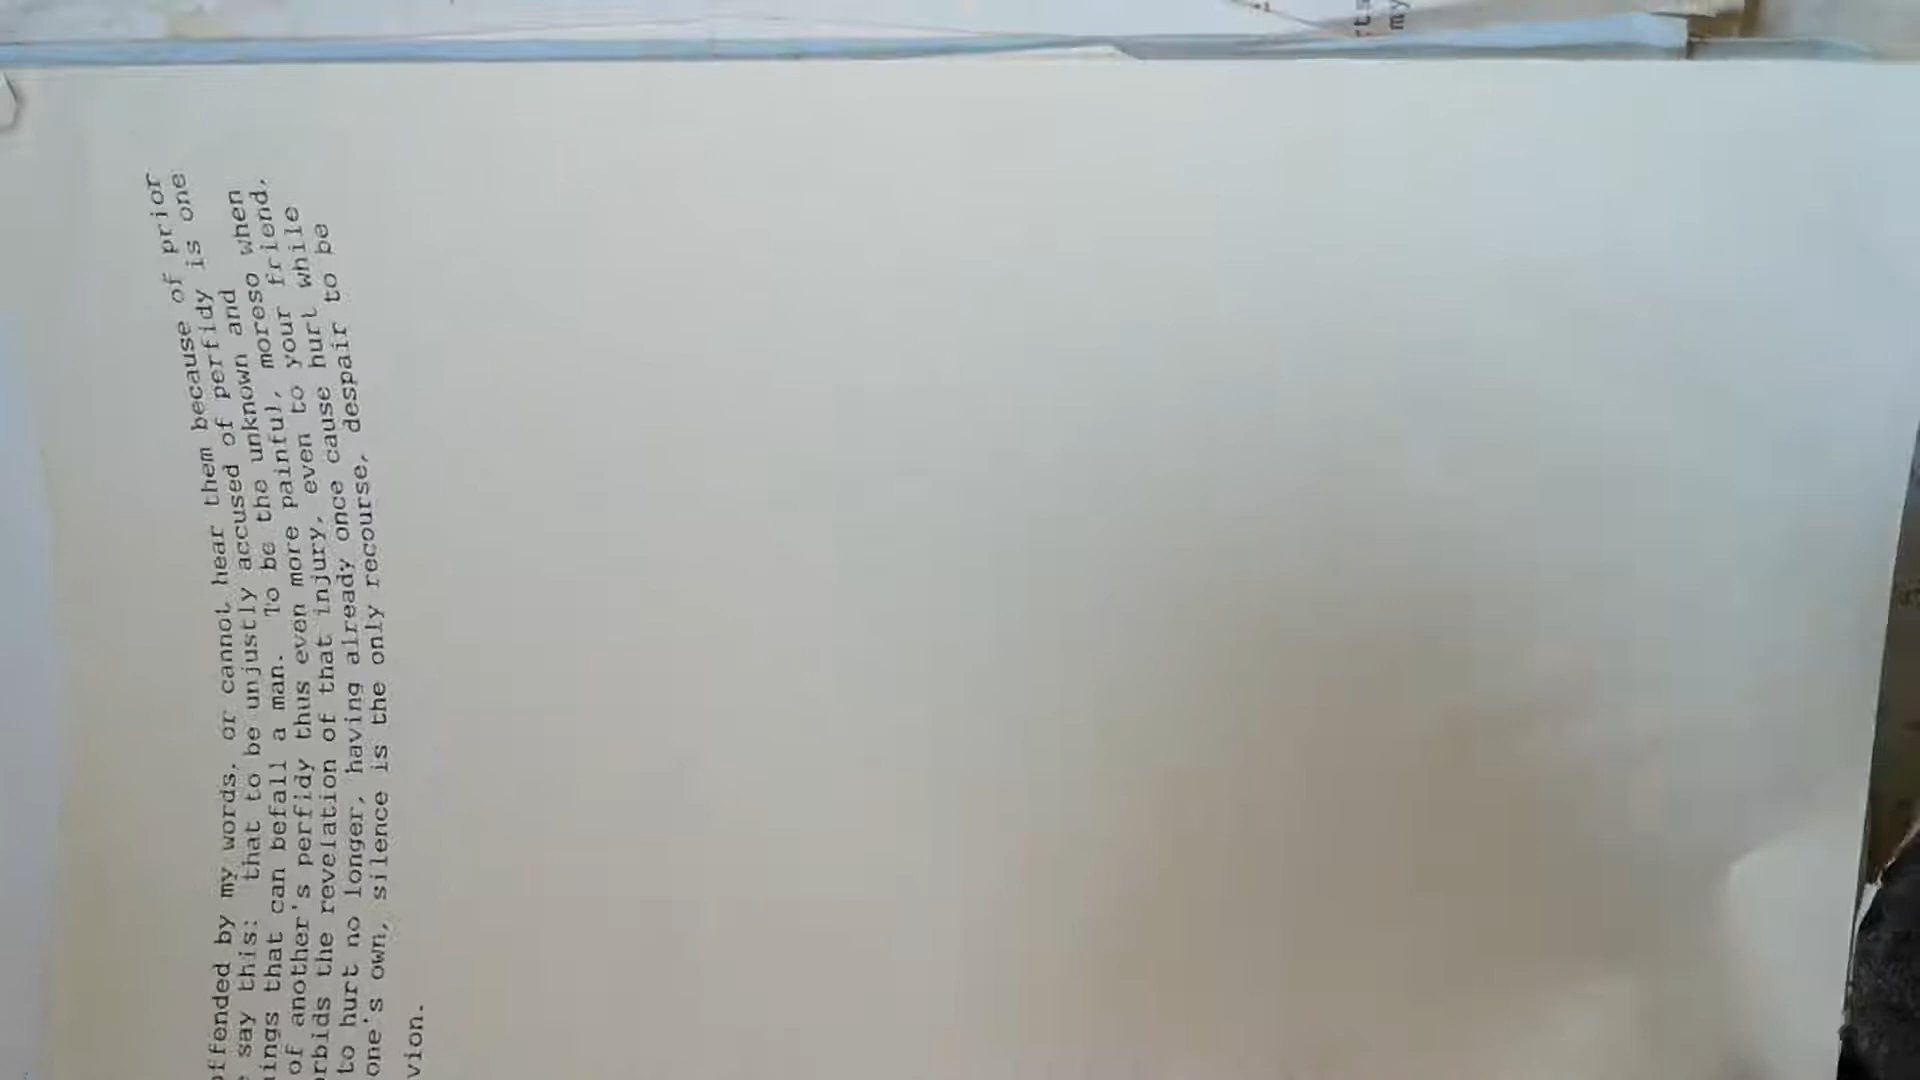 offended by my words, or cannot hear them because of prior
say this: that to be unjustly accused of perfidy is one
ings that can befall a man. To be the unknown and
of another's perfidy thus even more painful, moreso when
rbids the revelation of that injury, even to your friend,
to hurt no longer, having already once cause hurt while
one's own, silence is the only recourse, despair to be
vion.
my